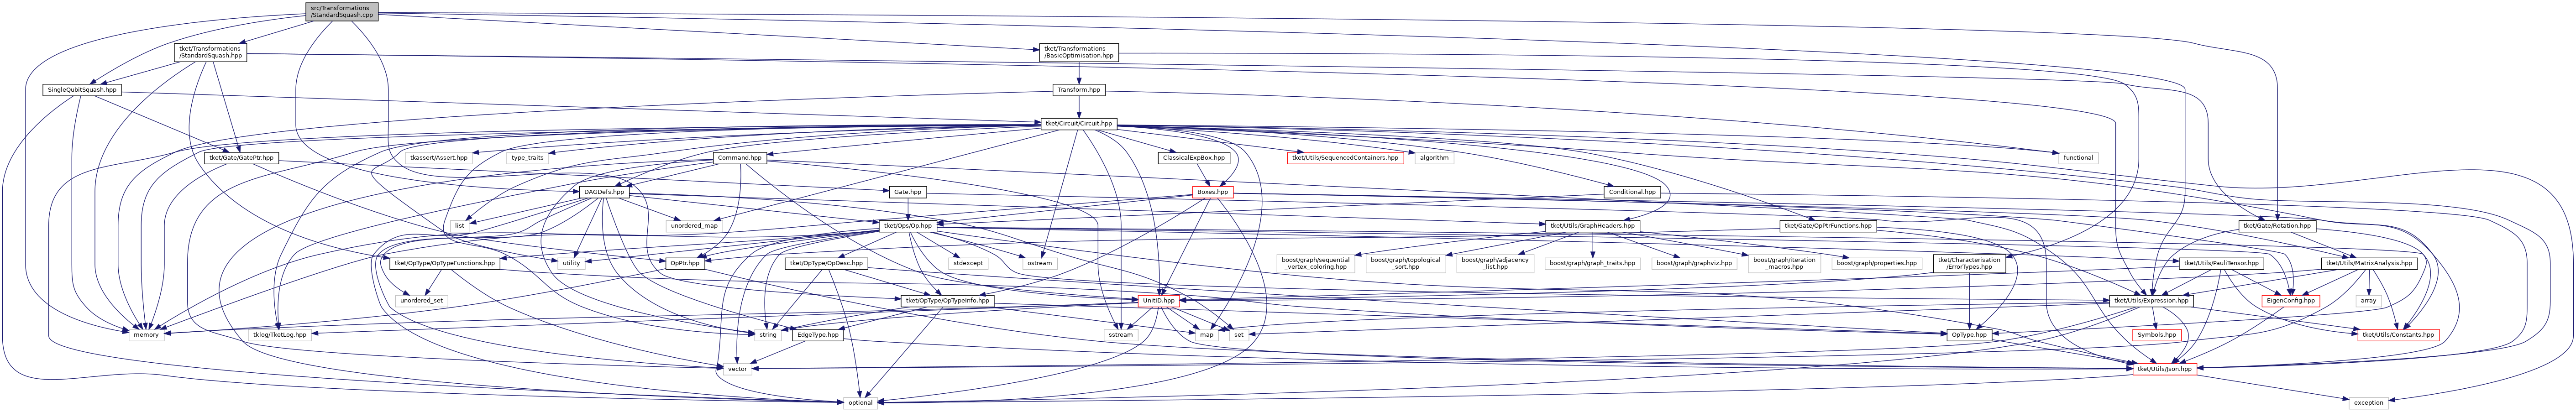 src/Transformations
/StandardSquash.cpp
tket/Transformations
/StandardSquash.hpp
tket/Transformations
/BasicOptimisation.hpp
SingleQubitSquash.hpp
Transform.hpp
tket/Circuit/Circuit.hpp
tket/Gate/GatePtr.hpp
tkassert/Assert.hpp
type_traits
Command.hpp
ClassicalExpBox.hpp
tket/Utils/SequencedContainers.hpp
algorithm
functional
DAGDefs.hpp
Gate.hpp
Boxes.hpp
Conditional.hpp
list
unordered_map
tket/Ops/Op.hpp
tket/Utils/GraphHeaders.hpp
tket/Gate/OpPtrFunctions.hpp
tket/Gate/Rotation.hpp
tket/OpType/OpTypeFunctions.hpp
utility
OpPtr.hpp
tket/OpType/OpDesc.hpp
stdexcept
ostream
boost/graph/sequential
_vertex_coloring.hpp
boost/graph/topological
_sort.hpp
boost/graph/adjacency
_list.hpp
boost/graph/graph_traits.hpp
boost/graph/graphviz.hpp
boost/graph/iteration
_macros.hpp
boost/graph/properties.hpp
tket/Characterisation
/ErrorTypes.hpp
tket/Utils/PauliTensor.hpp
tket/Utils/MatrixAnalysis.hpp
unordered_set
tket/OpType/OpTypeInfo.hpp
UnitID.hpp
tket/Utils/Expression.hpp
EigenConfig.hpp
array
memory
tklog/TketLog.hpp
string
EdgeType.hpp
sstream
map
set
OpType.hpp
Symbols.hpp
tket/Utils/Constants.hpp
vector
tket/Utils/Json.hpp
optional
exception